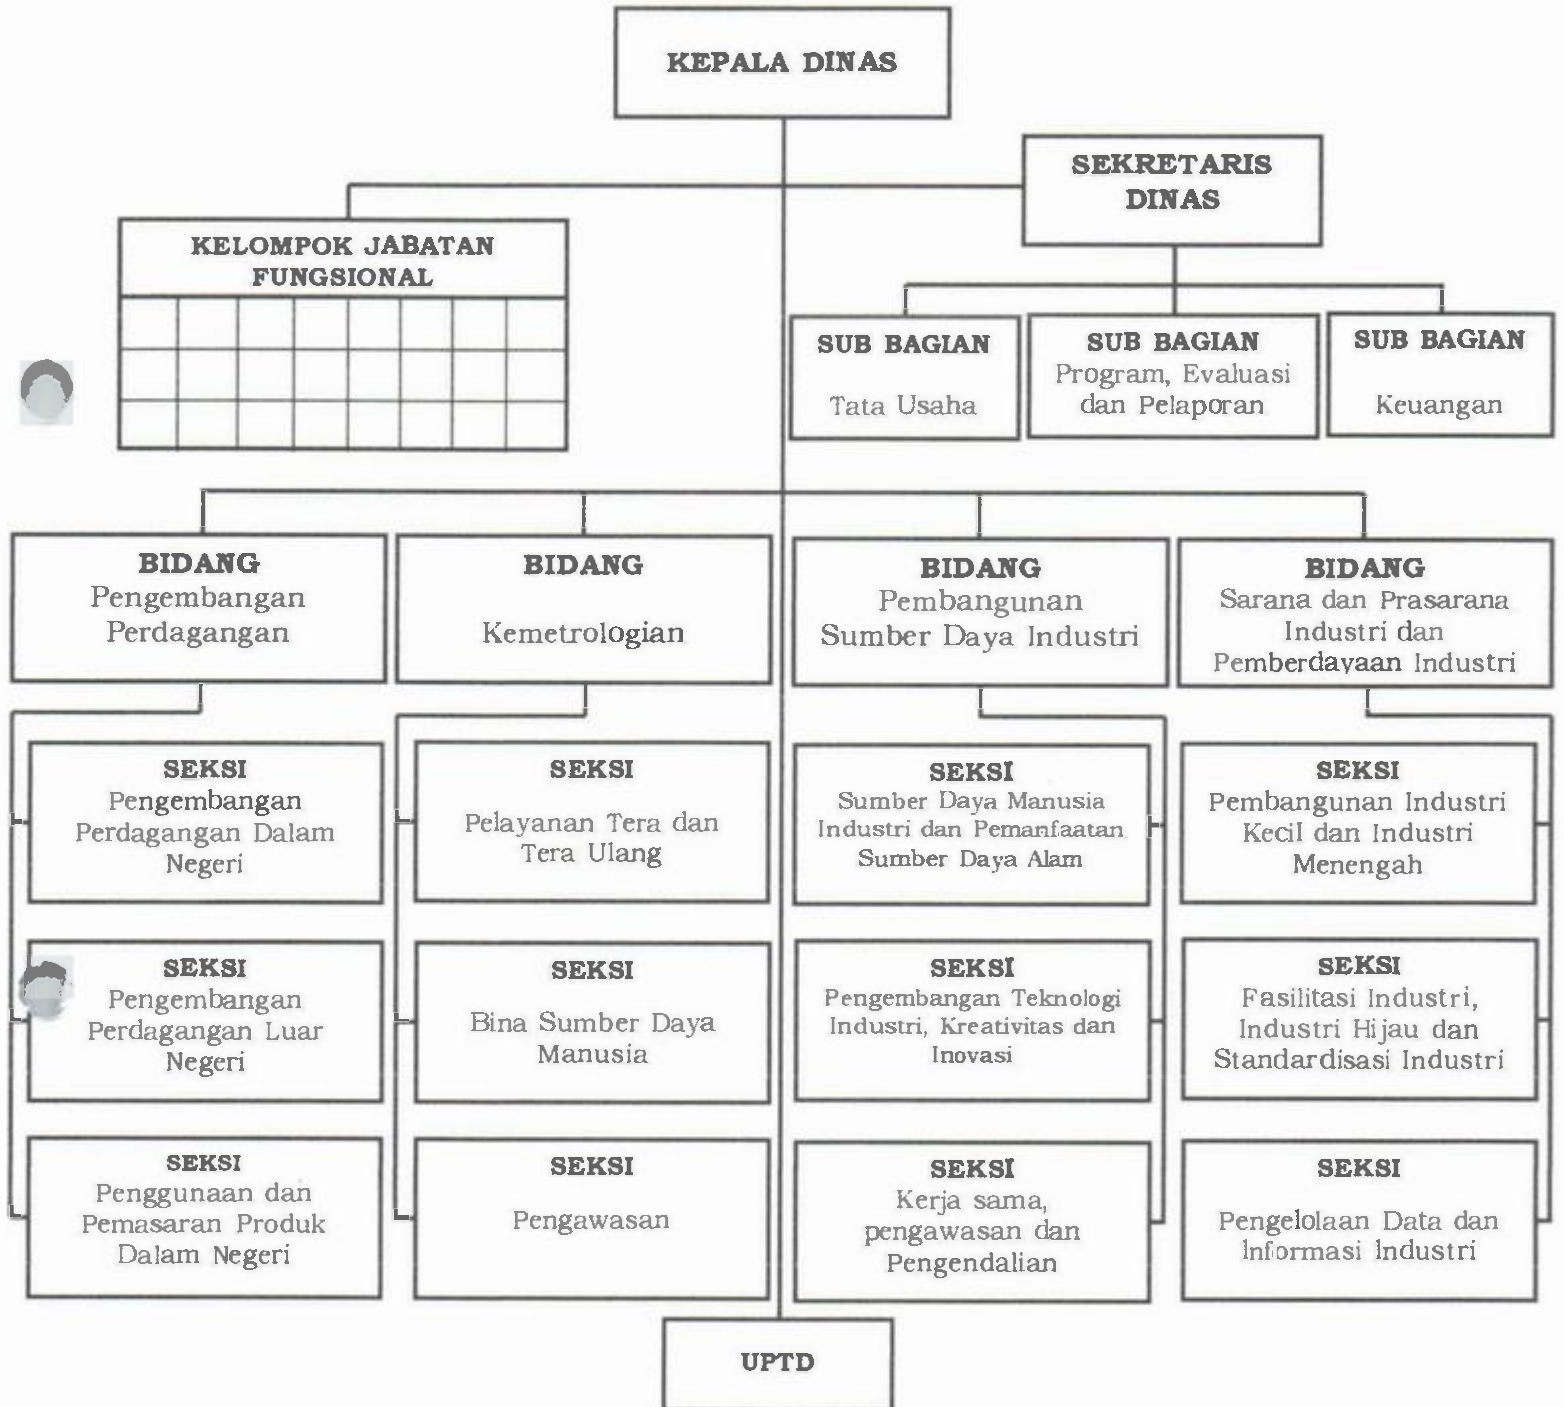 KEPALA DINAS
SEKRETARIS
DINAS
KELOMPOK JABATAN
FUNGSIONAL
SUB BAGIAN
Tata Usaha
SUB BAGIAN
Program, Evaluasi
dan Pelaporan
SUB BAGIAN
Keuangan
BIDANG
Pengembangan
Perdagangan
BIDANG
Kemetrologian
BIDANG
Pembangunan
Sumber Daya Industri
BIDANG
Sarana dan Prasarana
Industri dan
Pemberdayaan Industri
SEKSI
Pengembangan
Perdagangan Dalam
Negeri
SEKSI
Pelayanan Tera dan
Tera Ulang
SEKSI
Sumber Daya Manusia
Industri dan Pemanfaatan
Sumber Daya Alam
SEKSI
Pembangunan Industri
Kecil dan Industri
Menengah
SEKSI
Pengembangan
Perdagangan Luar
Negeri
SEKSI
Bina Sumber Daya
Manusia
SEKSI
Pengembangan Teknologi
Industri, Kreativitas dan
Inovasi
SEKSI
Fasilitasi Industri,
Industri Hijau dan
Standardisasi Industri
SEKSI
Penggunaan dan
Pemasaran Produk
Dalam Negeri
SEKSI
Pengawasan
SEKSI
Kerja sama,
pengawasan dan
Pengendalian
SEKSI
Pengelolaan Data dan
Informasi Industri
UPTD